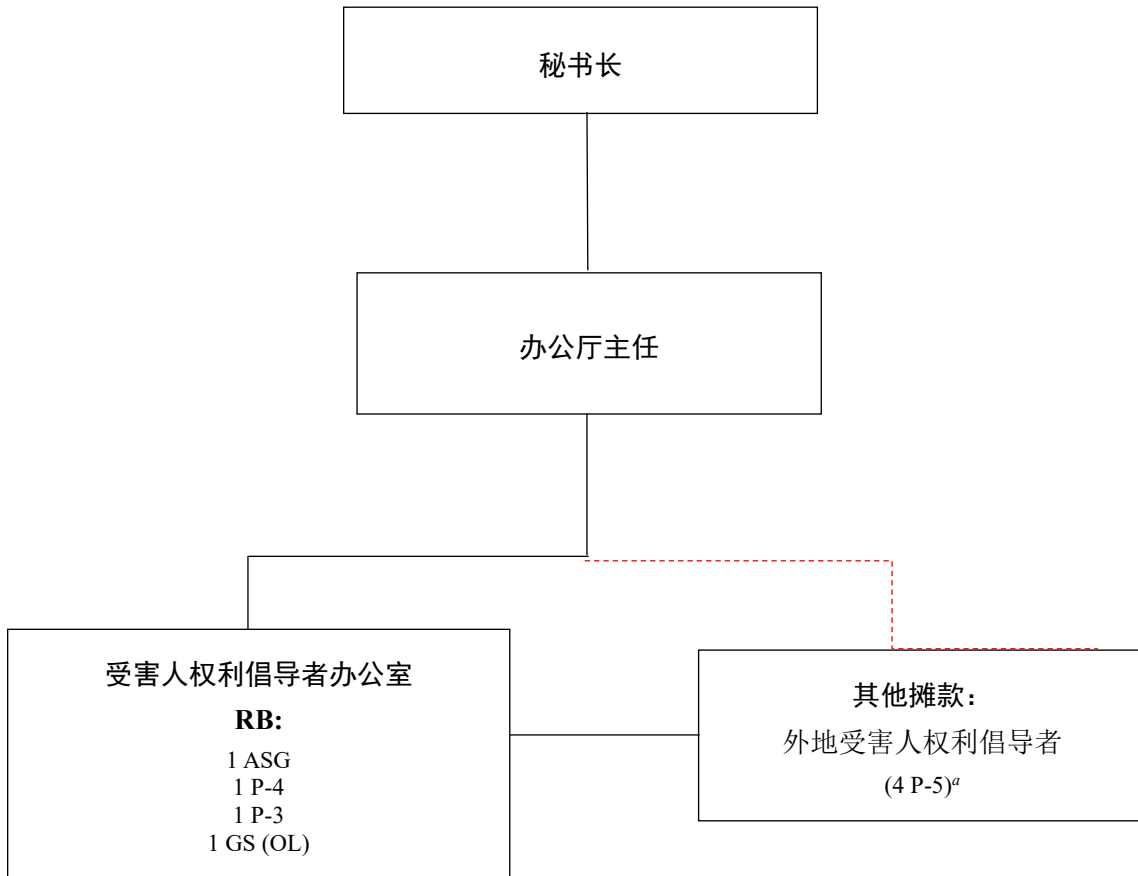 秘书长
办公厅主任
受害人权利倡导者办公室
RB:
1 ASG
1 P-4
1 P-3
1 GS (OL)
其他摊款：
外地受害人权利倡导者
(4 P-5)a